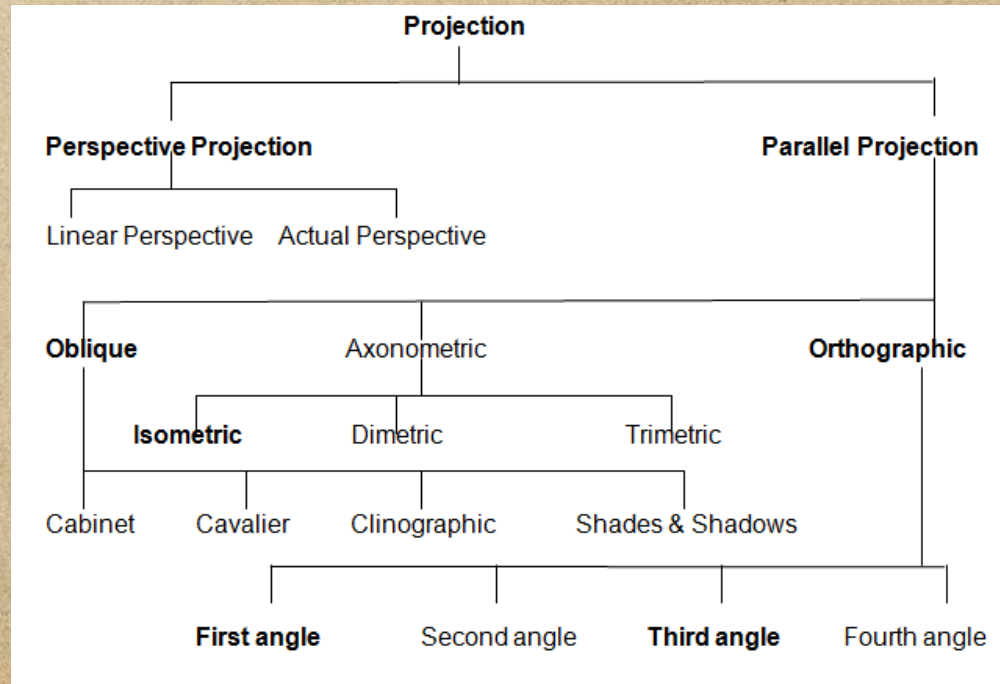 Projection
Perspective Projection
Parallel Projection
Linear Perspective
Actual Perspective
Oblique
Axonometric
Orthographic
Isometric
Dimetric
Trimetric
Cabinet
Cavalier
Clinographic
Shades & Shadows
First angle
Second angle
Third angle
Fourth angle